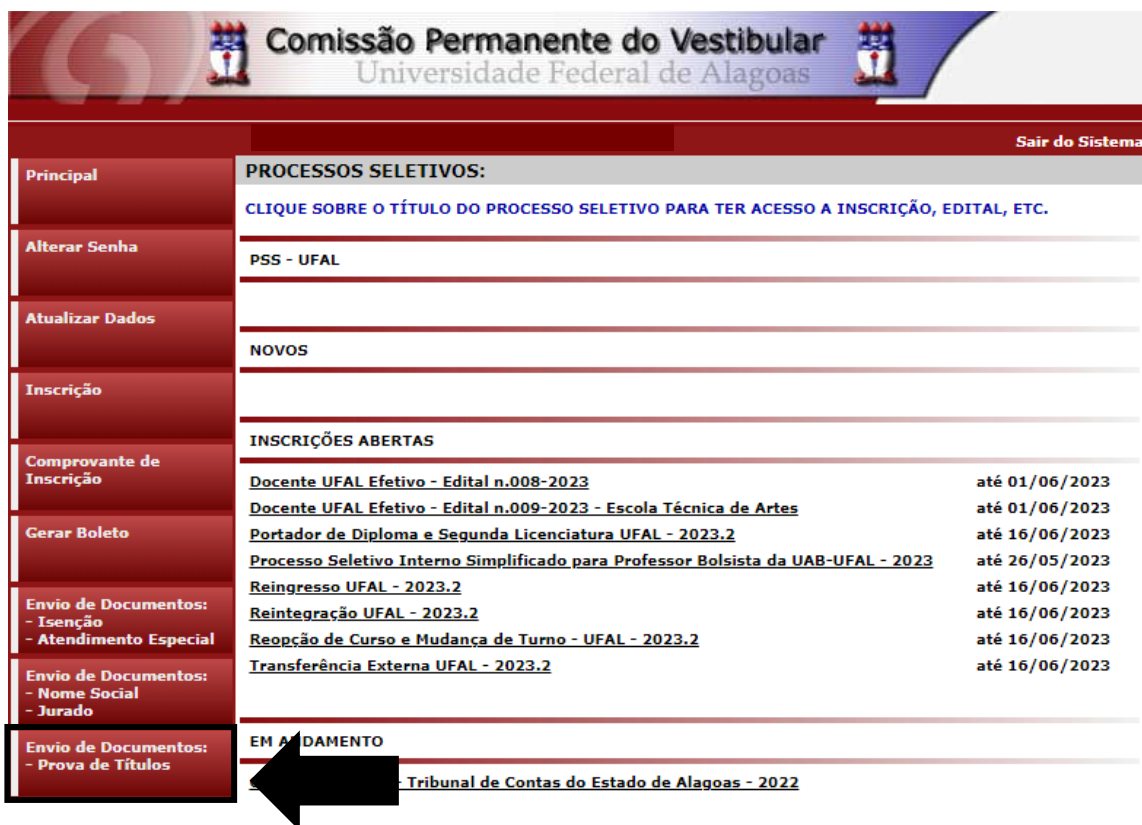 Comissão Permanente do Vestibular
Universidade Federal de Alagoas
Sair do Sistema
Principal
Alterar Senha
Atualizar Dados
Inscrição
Comprovante de
Inscrição
Gerar Boleto
Envio de Documentos:
- Isenção
- Atendimento Especial
Envio de Documentos:
- Nome Social
- Jurado
Envio de Documentos:
- Prova de Títulos
PROCESSOS SELETIVOS:
CLIQUE SOBRE O TÍTULO DO PROCESSO SELETIVO PARA TER ACESSO A INSCRIÇÃO, EDITAL, ETC.
PSS - UFAL
NOVOS
INSCRIÇÕES ABERTAS
Docente UFAL Efetivo - Edital n.008-2023 até 01/06/2023
Docente UFAL Efetivo - Edital n.009-2023 - Escola Técnica de Artes até 01/06/2023
Portador de Diploma e Segunda Licenciatura UFAL - 2023.2 até 16/06/2023
Processo Seletivo Interno Simplificado para Professor Bolsista da UAB-UFAL - 2023 até 26/05/2023
Reingresso UFAL - 2023.2 até 16/06/2023
Reintegração UFAL - 2023.2 até 16/06/2023
Reopção de Curso e Mudança de Turno - UFAL - 2023.2 até 16/06/2023
Transferência Externa UFAL - 2023.2 até 16/06/2023
EM ANDAMENTO
- Tribunal de Contas do Estado de Alagoas - 2022